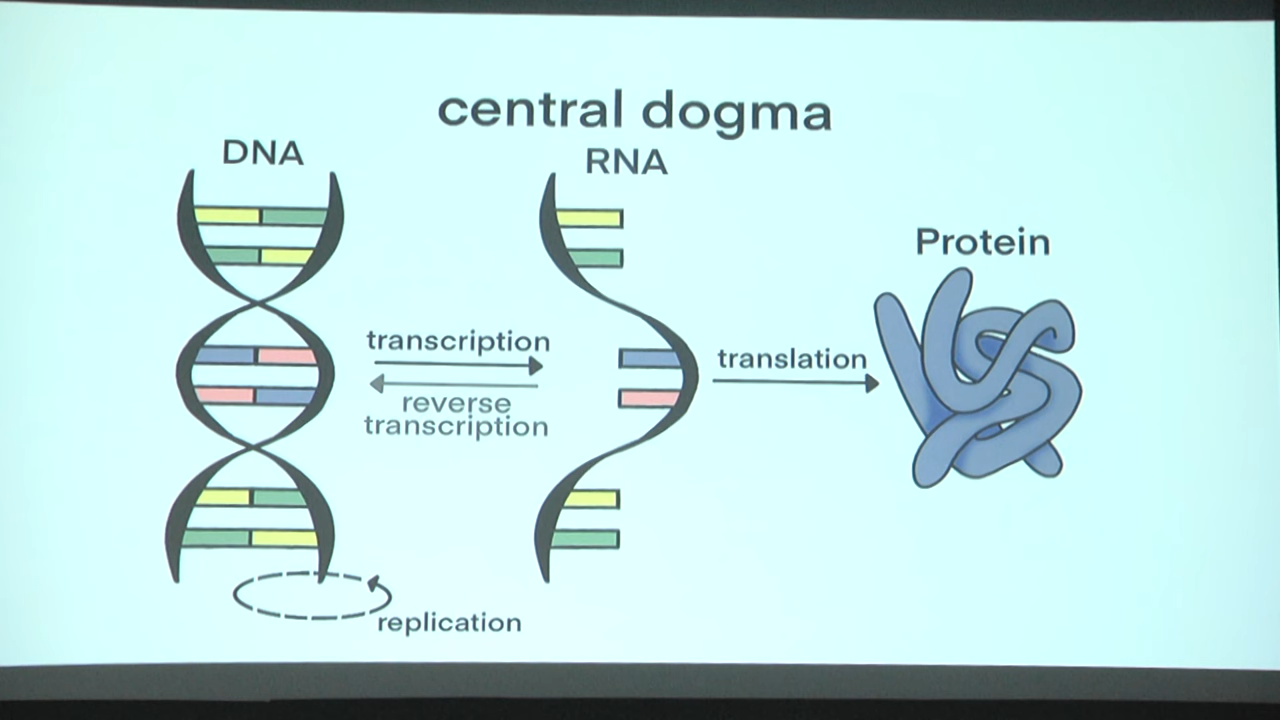 central dogma
DNA
RNA
Protein
transcription
reverse
transcription
translation
replication